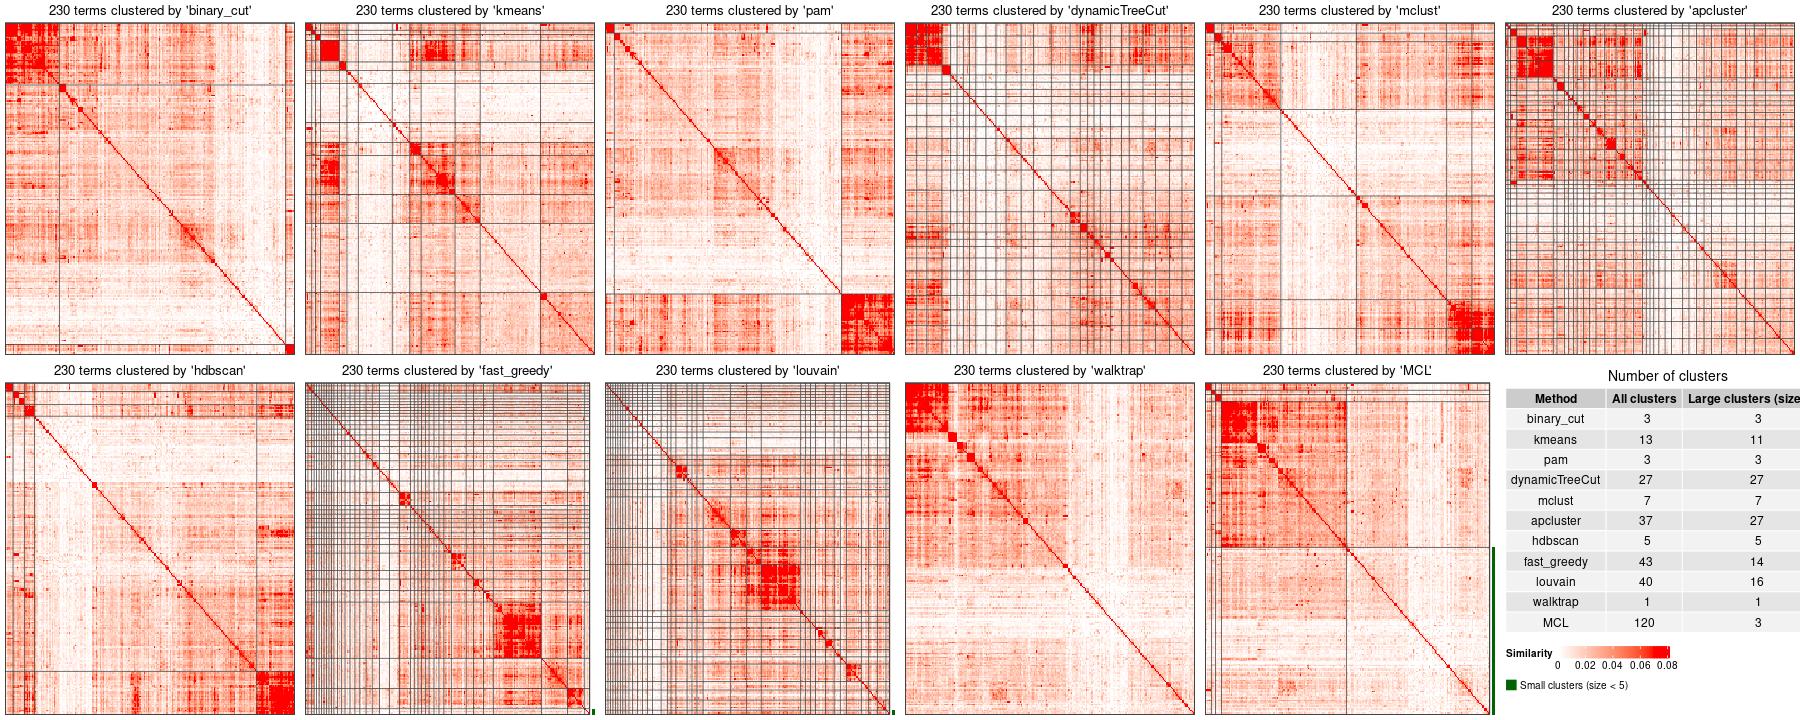 230 terms clustered by 'binary_cut'
230 terms clustered by 'kmeans'
230 terms clustered by 'pam'
230 terms clustered by 'dynamicTreeCut'
230 terms clustered by 'mclust'
230 terms clustered by 'apcluster'
230 terms clustered by 'hdbscan'
230 terms clustered by 'fast_greedy'
230 terms clustered by 'louvain'
230 terms clustered by 'walktrap'
230 terms clustered by 'MCL'
Number of clusters
Method All clusters Large clusters (size
binary_cut 3 3
kmeans 13 11
pam 3 3
dynamicTreeCut 27 27
mclust 7 7
apcluster 37 27
hdbscan 5 5
fast_greedy 43 14
louvain 40 16
walktrap 1 1
MCL 120 3
Similarity
0 0.02 0.04 0.06 0.08
Small clusters (size < 5)